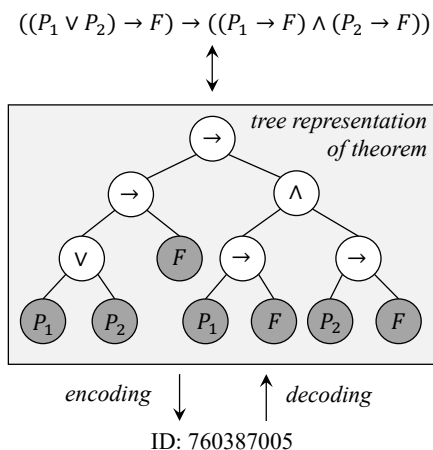 ((P₁ ∨ P₂) → F) → ((P₁ → F) ∧ (P₂ → F))
tree representation
of theorem
→
→ ∧
∨ F → →
P₁ P₂ P₁ F P₂ F
encoding decoding
ID: 760387005